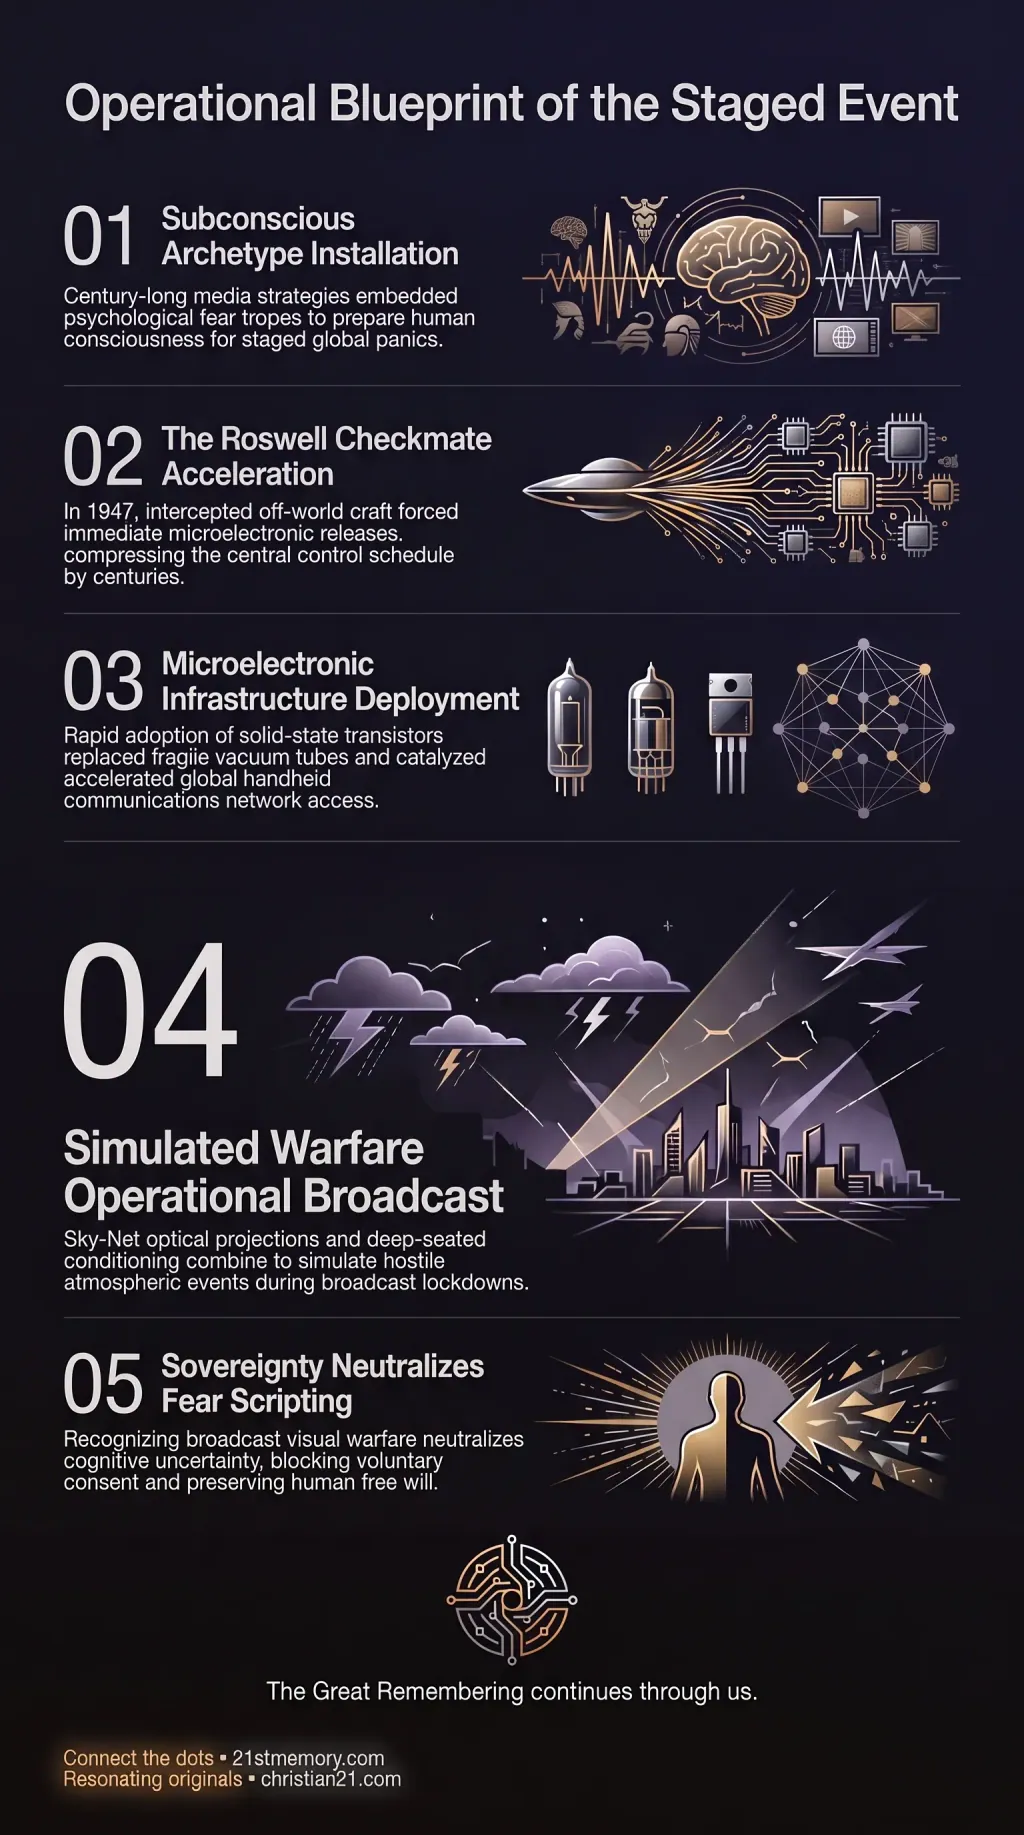 Operational Blueprint of the Staged Event
01
Subconscious
Archetype Installation
Century-long media strategies embedded
psychological fear tropes to prepare human
consciousness for staged global panics.
02
The Roswell Checkmate
Acceleration
In 1947, intercepted off-world craft forced
immediate microelectronic releases.
compressing the central control schedule
by centuries.
03
Microelectronic
Infrastructure Deployment
Rapid adoption of solid-state transistors
replaced fragiie vacuum tubes and catalyzed
accelerated global handheid
communications network access.
04
Simulated Warfare
Operational Broadcast
Sky-Net optical projections and deep-seated
conditioning combine to simulate hostile
atmospheric events during broadcast lockdowns.
05
Sovereignty Neutralizes
Fear Scripting
Recognizing broadcast visual warfare neutralizes
cognitive uncertainty, blocking voluntary
consent and preserving human free will.
The Great Remembering continues through us.
Connect the dots ▪ 21stmemory.com
Resonating originals ▪ christian21.com